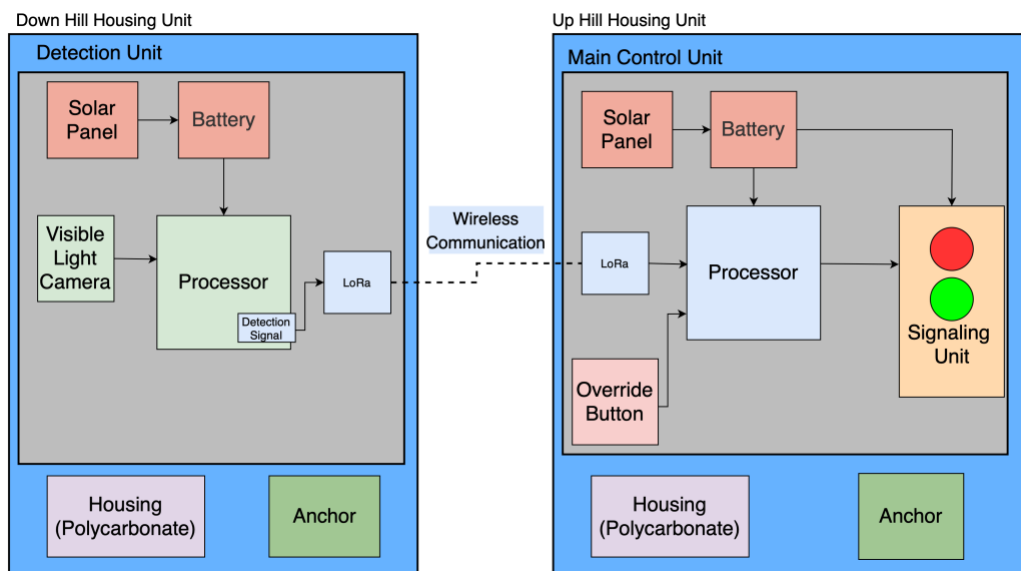 Down Hill Housing Unit
Detection Unit
Solar
Panel
Battery
Visible
Light
Camera
Processor
Detection
Signal
LoRa
Housing
(Polycarbonate)
Anchor
Wireless
Communication
Up Hill Housing Unit
Main Control Unit
Solar
Panel
Battery
LoRa
Processor
Override
Button
Signaling
Unit
Housing
(Polycarbonate)
Anchor